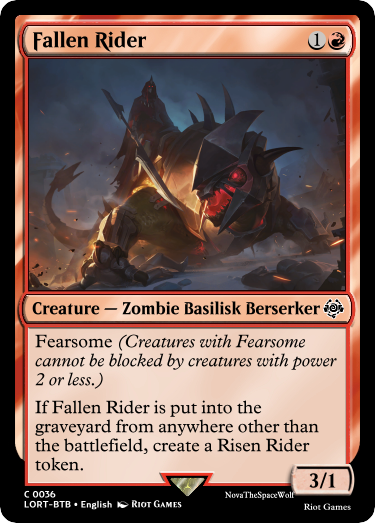 Fallen Rider 1
Creature — Zombie Basilisk Berserker
Fearsome (Creatures with Fearsome
cannot be blocked by creatures with power
2 or less.)
If Fallen Rider is put into the
graveyard from anywhere other than
the battlefield, create a Risen Rider
token.
3/1
C 0036
LORT-BTB • English Riot Games
NovaTheSpaceWolf
Riot Games